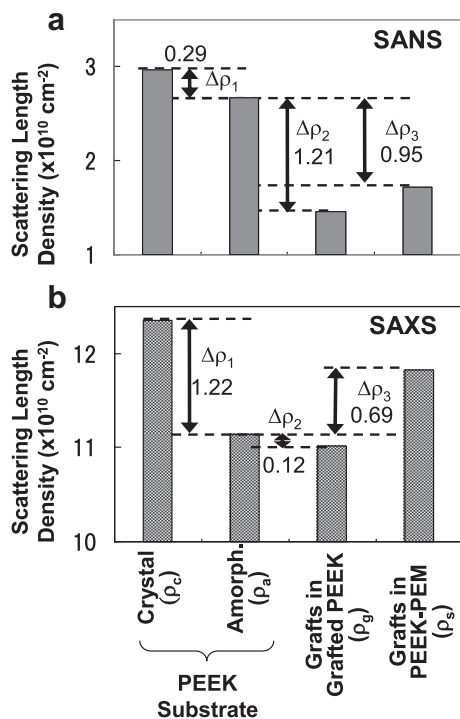 a
SANS
Scattering Length
Density (x10¹⁰ cm⁻²)
3
2
1
0.29
Δρ₁
Δρ₂
1.21
Δρ₃
0.95
b
SAXS
Scattering Length
Density (x10¹⁰ cm⁻²)
12
11
10
Δρ₁
1.22
Δρ₂
0.12
Δρ₃
0.69
Crystal
(ρc)
Amorph.
(ρa)
Grafts in
Grafted PEEK
(ρg)
Grafts in
PEEK-PEM
(ρs)
PEEK
Substrate